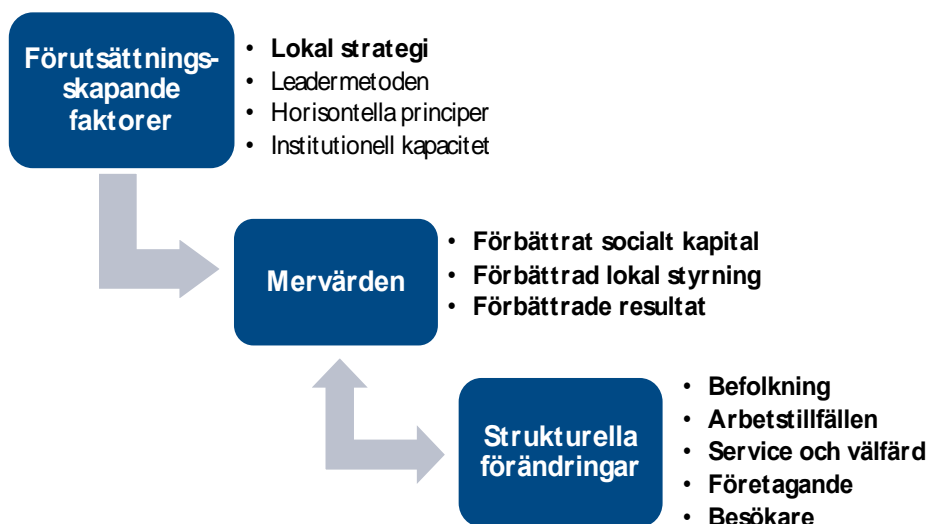 Förutsättnings-
skapande
faktorer
• Lokal strategi
• Leadermetoden
• Horisontella principer
• Institutionell kapacitet
Mervärden
• Förbättrat socialt kapital
• Förbättrad lokal styrning
• Förbättrade resultat
Strukturella
förändringar
• Befolkning
• Arbetstillfällen
• Service och välfärd
• Företagande
• Besökare